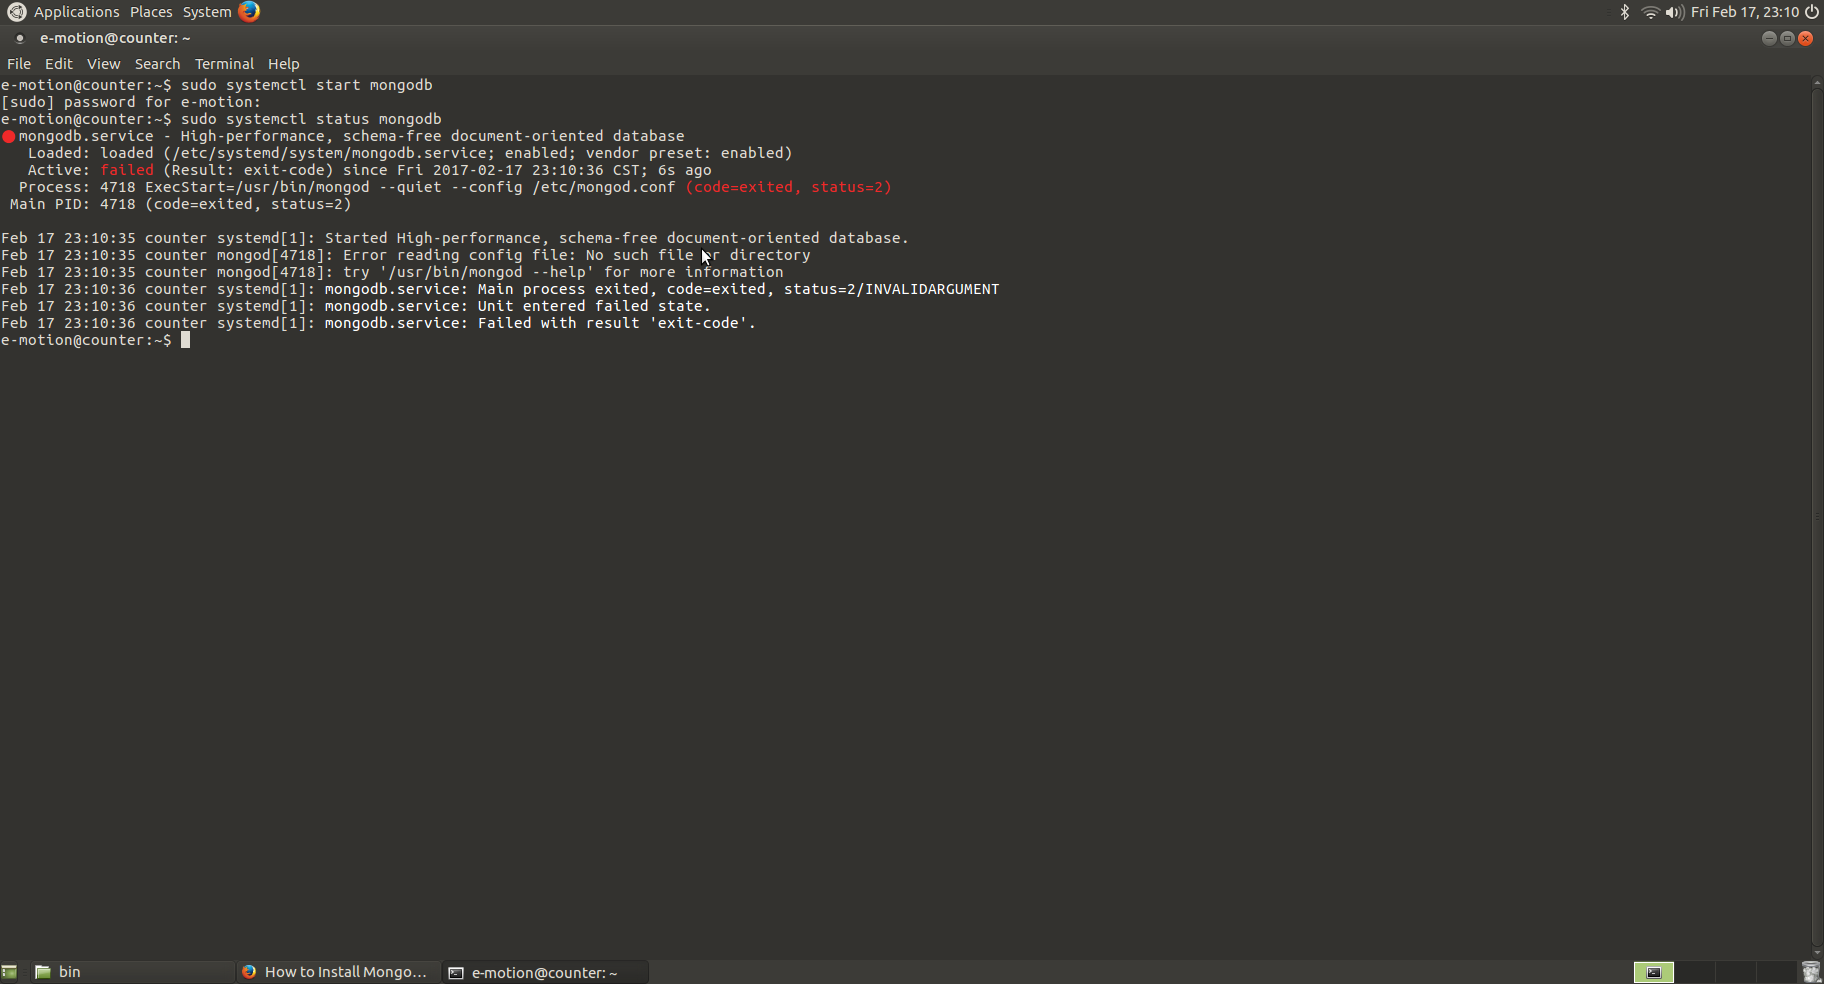 Applications Places System
Fri Feb 17, 23:10
e-motion@counter: ~
File Edit View Search Terminal Help
e-motion@counter:~$ sudo systemctl start mongodb
[sudo] password for e-motion:
e-motion@counter:~$ sudo systemctl status mongodb
● mongodb.service - High-performance, schema-free document-oriented database
   Loaded: loaded (/etc/systemd/system/mongodb.service; enabled; vendor preset: enabled)
   Active: failed (Result: exit-code) since Fri 2017-02-17 23:10:36 CST; 6s ago
  Process: 4718 ExecStart=/usr/bin/mongod --quiet --config /etc/mongod.conf (code=exited, status=2)
 Main PID: 4718 (code=exited, status=2)

Feb 17 23:10:35 counter systemd[1]: Started High-performance, schema-free document-oriented database.
Feb 17 23:10:35 counter mongod[4718]: Error reading config file: No such file or directory
Feb 17 23:10:35 counter mongod[4718]: try '/usr/bin/mongod --help' for more information
Feb 17 23:10:36 counter systemd[1]: mongodb.service: Main process exited, code=exited, status=2/INVALIDARGUMENT
Feb 17 23:10:36 counter systemd[1]: mongodb.service: Unit entered failed state.
Feb 17 23:10:36 counter systemd[1]: mongodb.service: Failed with result 'exit-code'.
e-motion@counter:~$
bin
How to Install Mongo...
e-motion@counter: ~